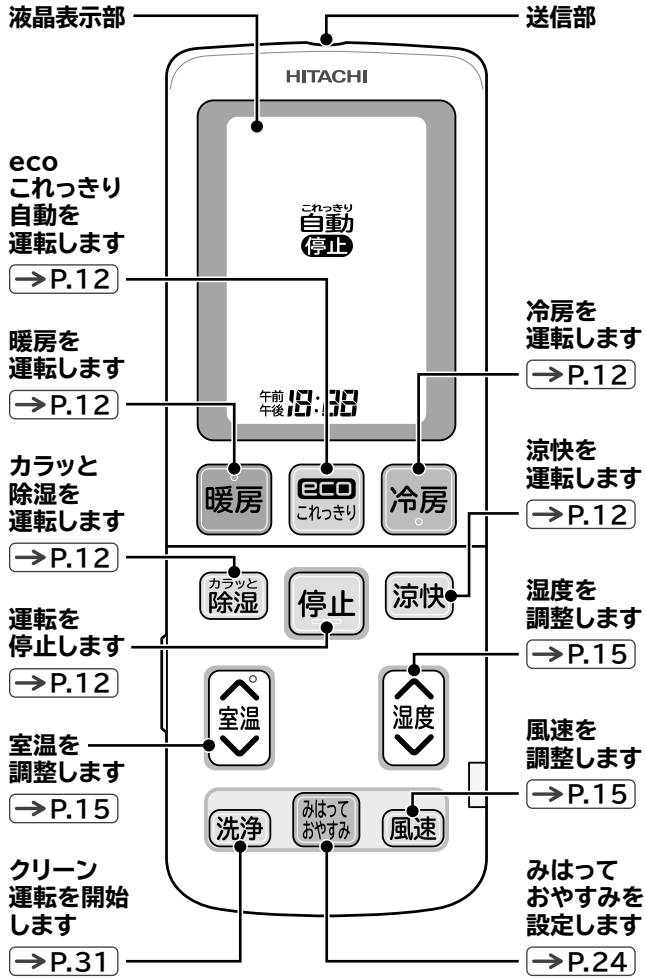 液晶表示部
送信部
HITACHI
eco
これっきり
自動を
運転します
→P.12
これっきり
自動
停止
暖房を
運転します
→P.12
冷房を
運転します
→P.12
午前
午後
18:38
カラッと
除湿を
運転します
→P.12
涼快を
運転します
→P.12
暖房
eco
これっきり
冷房
カラッと
除湿
停止
涼快
運転を
停止します
→P.12
湿度を
調整します
→P.15
室温
湿度
室温を
調整します
→P.15
風速を
調整します
→P.15
洗浄
みはって
おやすみ
風速
クリーン
運転を開始
します
→P.31
みはって
おやすみを
設定します
→P.24